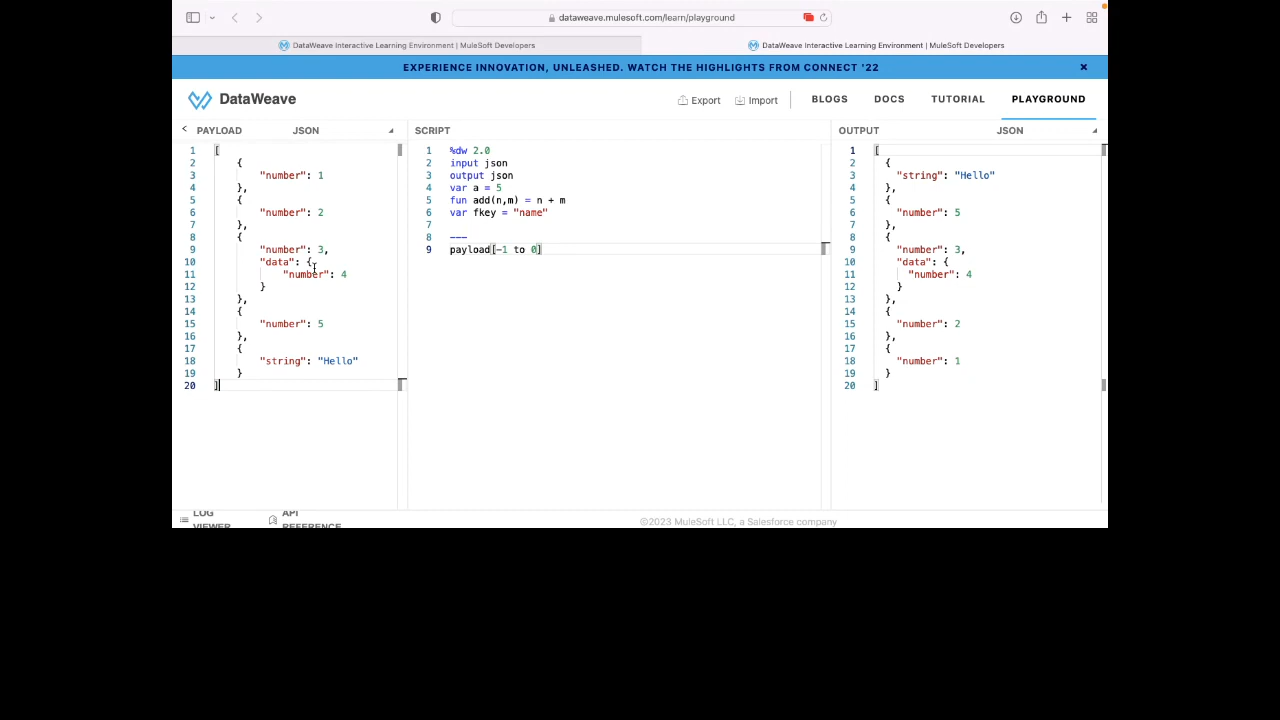 dataweave.mulesoft.com/learn/playground
DataWeave Interactive Learning Environment | MuleSoft Developers
DataWeave Interactive Learning Environment | MuleSoft Developers
EXPERIENCE INNOVATION, UNLEASHED. WATCH THE HIGHLIGHTS FROM CONNECT '22
DataWeave
Export
Import
BLOGS
DOCS
TUTORIAL
PLAYGROUND
PAYLOAD
JSON
1 [
2 {
3 "number": 1
4 },
5 {
6 "number": 2
7 },
8 {
9 "number": 3,
10 "data": {
11 "number": 4
12 }
13 },
14 {
15 "number": 5
16 },
17 {
18 "string": "Hello"
19 }
20 ]
SCRIPT
1 %dw 2.0
2 input json
3 output json
4 var a = 5
5 fun add(n,m) = n + m
6 var fkey = "name"
7
8 ---
9 payload[-1 to 0]
OUTPUT
JSON
1 [
2 {
3 "string": "Hello"
4 },
5 {
6 "number": 5
7 },
8 {
9 "number": 3,
10 "data": {
11 "number": 4
12 }
13 },
14 {
15 "number": 2
16 },
17 {
18 "number": 1
19 }
20 ]
LOG
VIEWER
API
REFERENCE
©2023 MuleSoft LLC, a Salesforce company